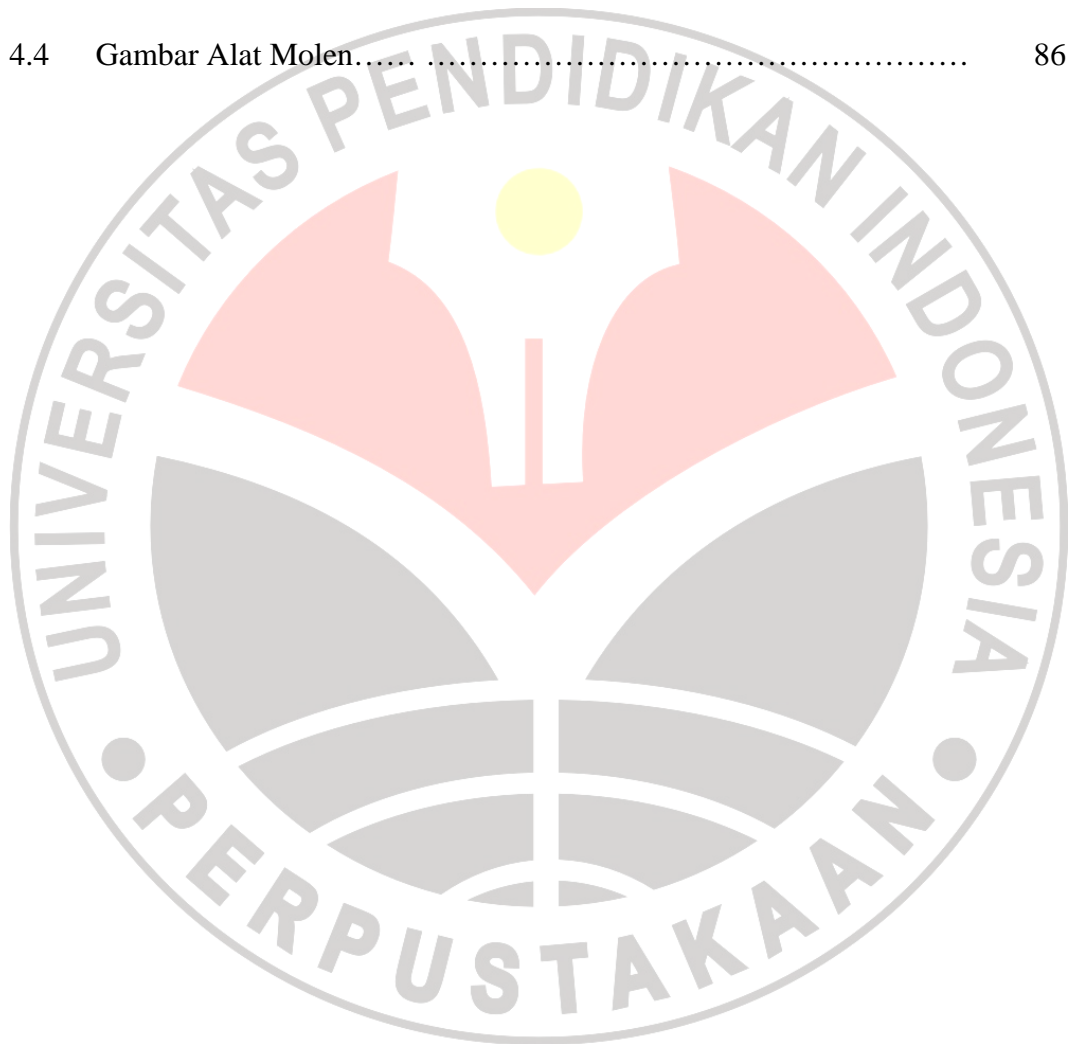 4.4 Gambar Alat Molen…… …………………………………………… 86
UNIVERSITAS PENDIDIKAN INDONESIA
PERPUSTAKAAN